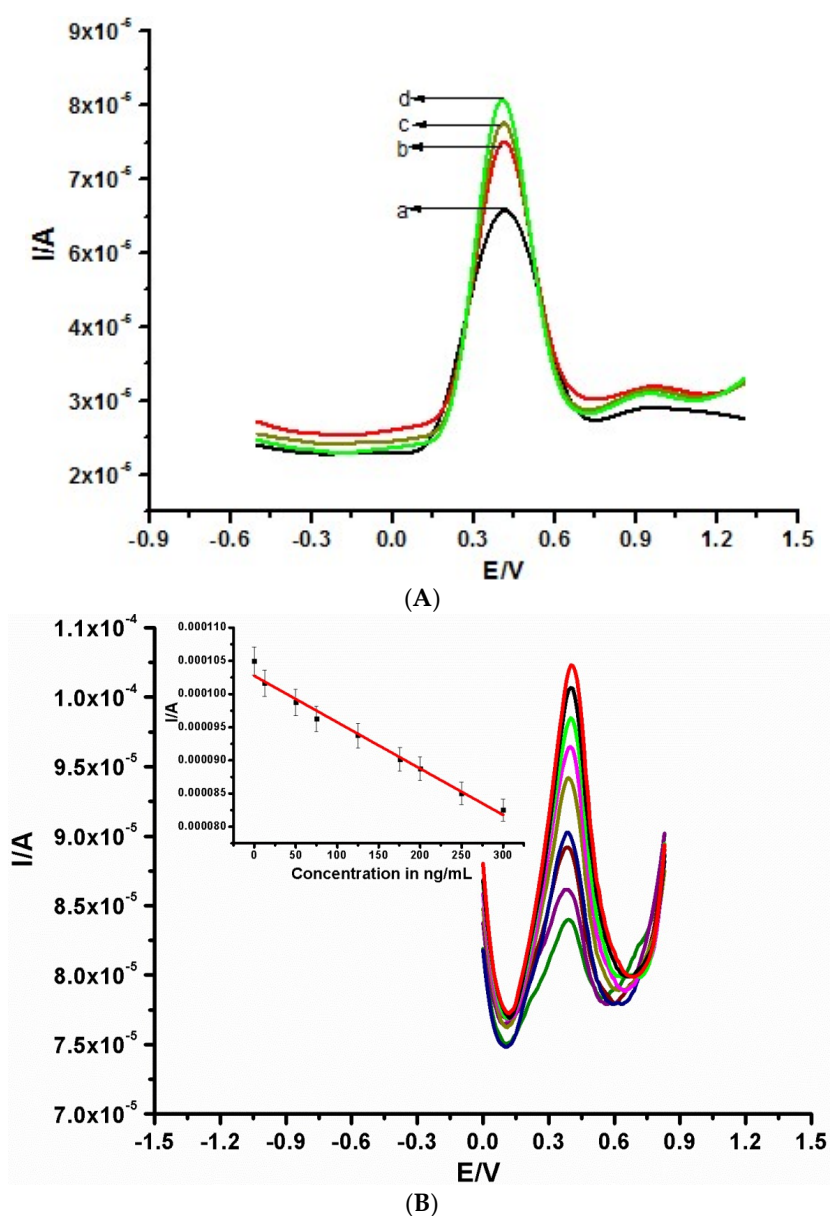 9x10⁻⁵
8x10⁻⁵
7x10⁻⁵
6x10⁻⁵
4x10⁻⁵
3x10⁻⁵
2x10⁻⁵
I/A
d
c
b
a
-0.9 -0.6 -0.3 0.0 0.3 0.6 0.9 1.2 1.5
E/V
(A)
1.1x10⁻⁴
1.0x10⁻⁴
9.5x10⁻⁵
9.0x10⁻⁵
8.5x10⁻⁵
8.0x10⁻⁵
7.5x10⁻⁵
7.0x10⁻⁵
I/A
0.000110
0.000105
0.000100
0.000095
0.000090
0.000085
0.000080
I/A
0 50 100 150 200 250 300
Concentration in ng/mL
-1.5 -1.2 -0.9 -0.6 -0.3 0.0 0.3 0.6 0.9 1.2 1.5
E/V
(B)